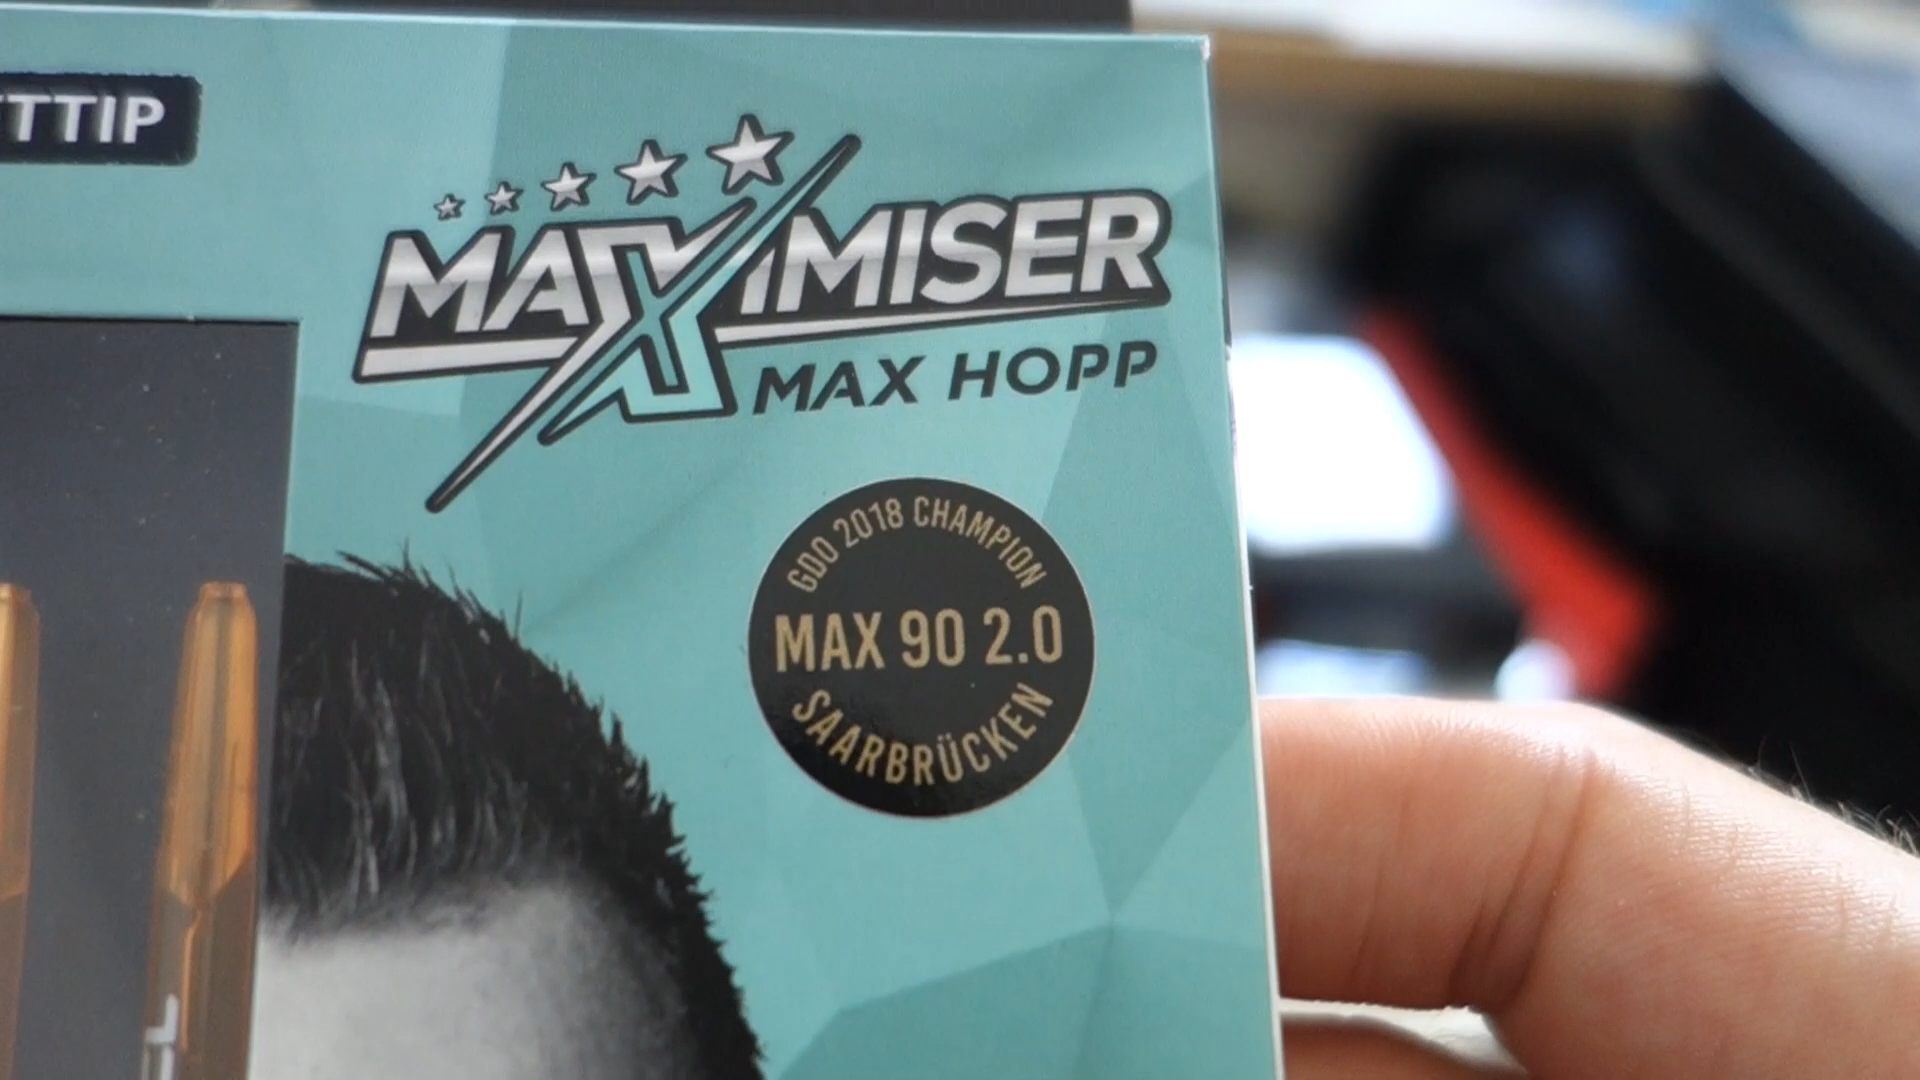 TTIP
MAXIMISER
MAX HOPP
GDO 2018 CHAMPION
MAX 90 2.0
SAARBRÜCKEN